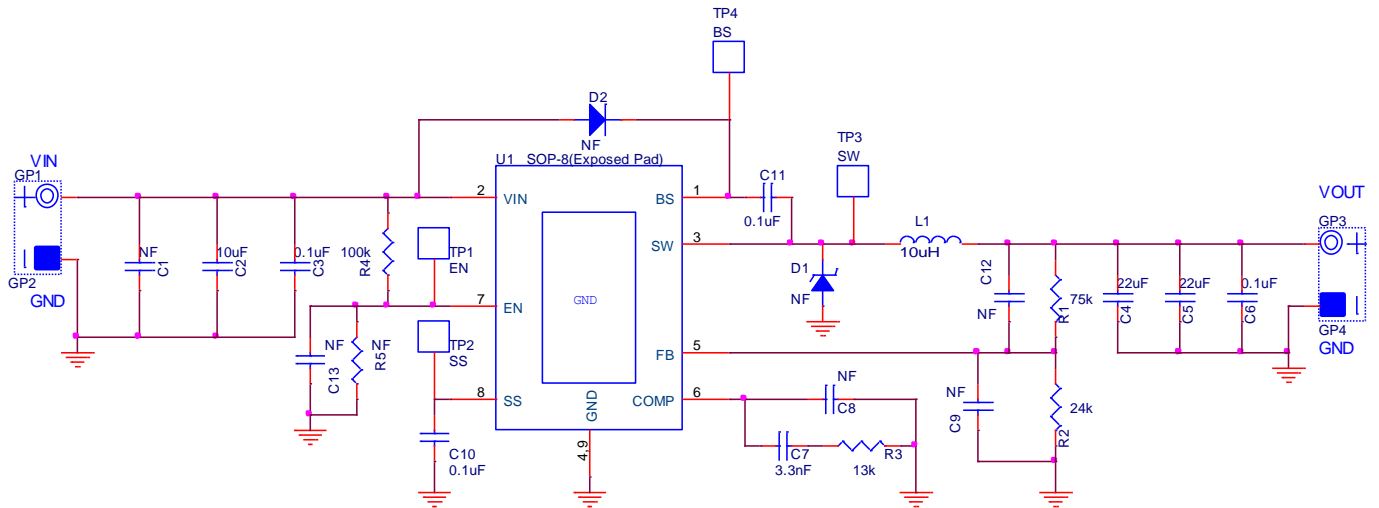 TP4
BS
D2
NF
U1 SOP-8(Exposed Pad)
VIN
GP1
GP2
GND
NF
C1
10uF
C2
0.1uF
C3
100k
R4
TP1
EN
TP2
SS
NF
C13
NF
R5
C10
0.1uF
2
VIN
7
EN
8
SS
GND
GND
4,9
1
BS
3
SW
5
FB
6
COMP
C11
0.1uF
TP3
SW
D1
NF
L1
10uH
C12
NF
75k
R1
22uF
C4
22uF
C5
0.1uF
C6
VOUT
GP3
GP4
GND
NF
C8
C7
3.3nF
R3
13k
NF
C9
24k
R2